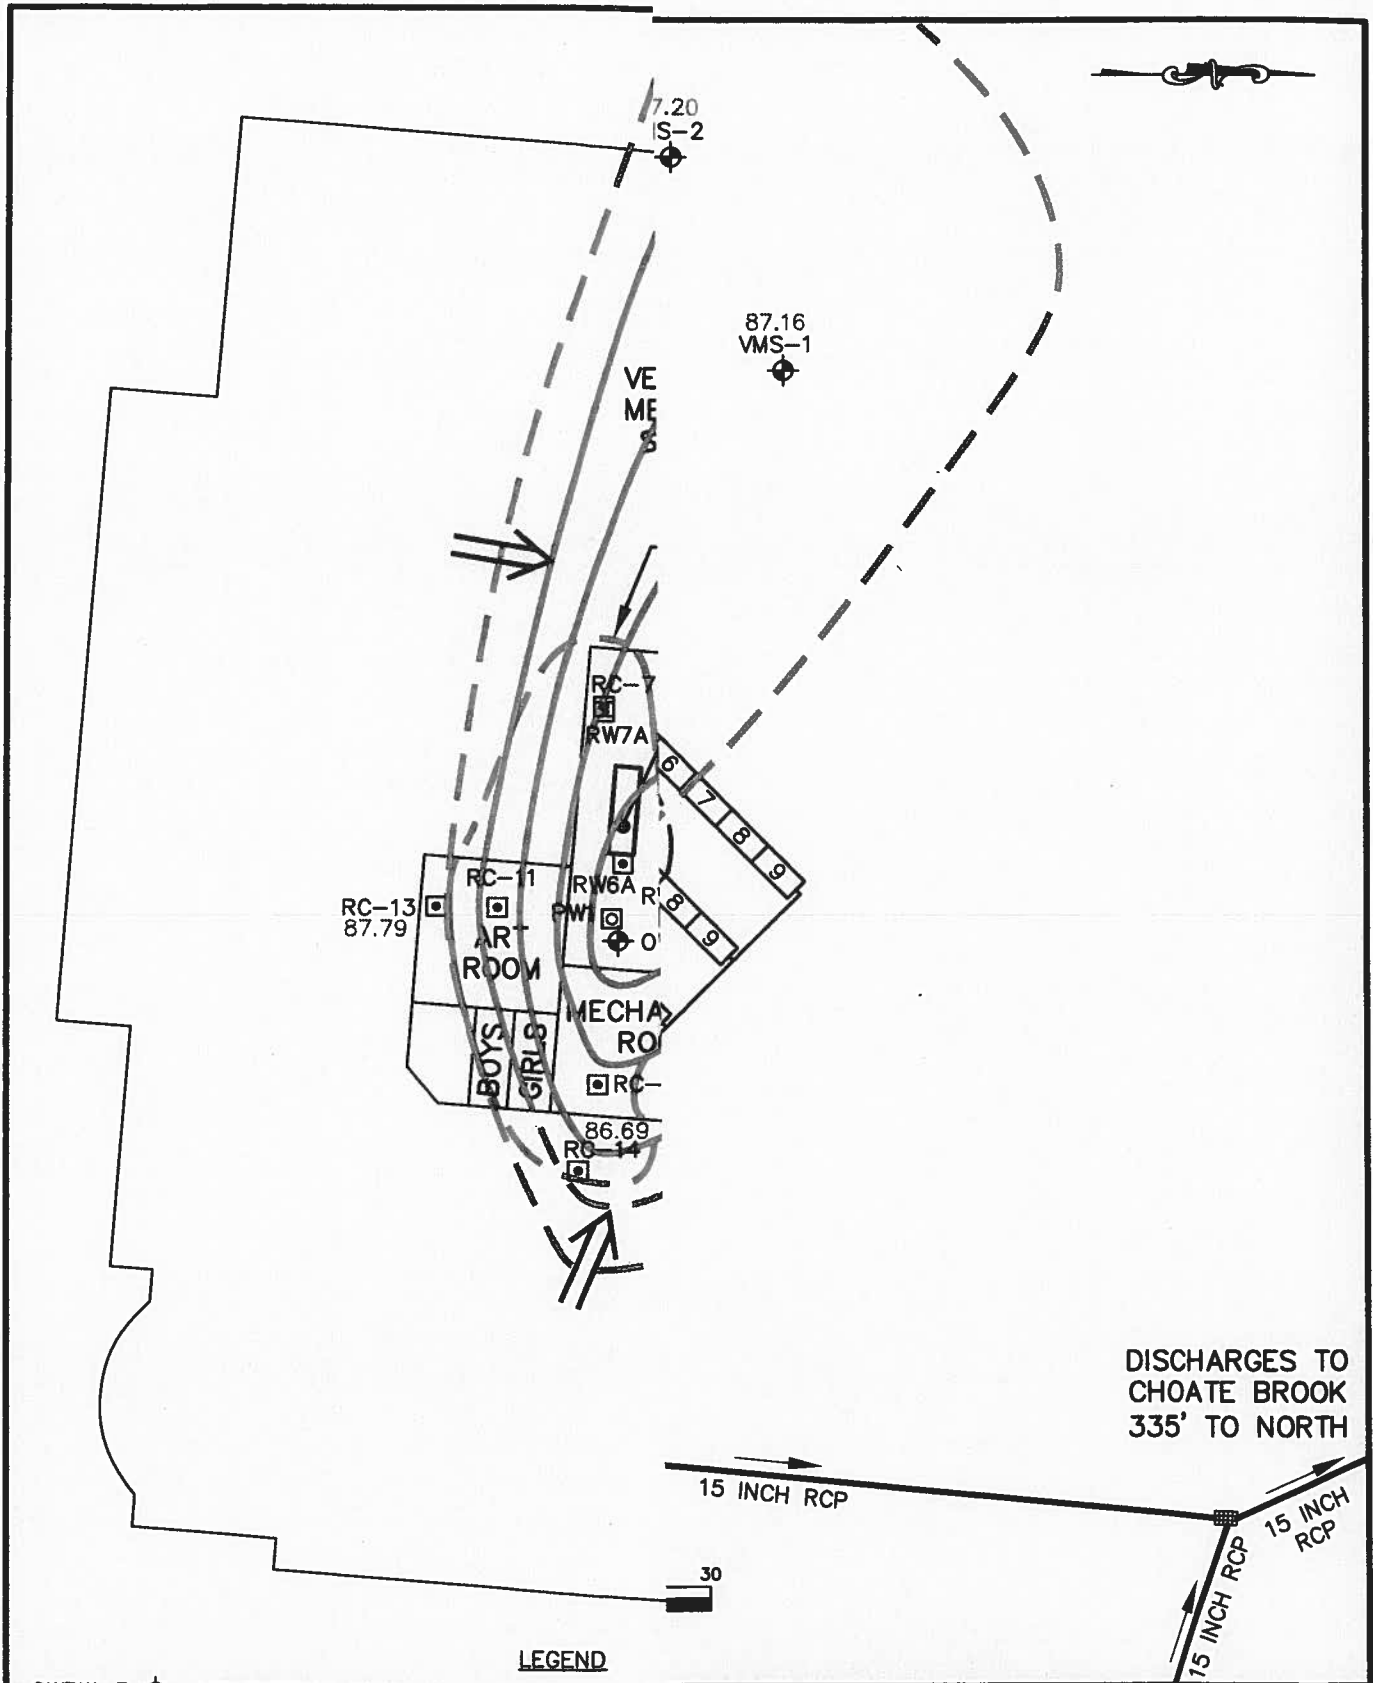 7.20
S-2
87.16
VMS-1
VE
ME
S
RC-7
RW7A
6
7
8
9
RC-11
RW6A
R
8
9
RC-13
87.79
PW1
ART
ROOM
O
MECHA
RO
BOYS
GIRLS
RC-
86.69
RC-14
DISCHARGES TO
CHOATE BROOK
335' TO NORTH
15 INCH RCP
15 INCH
RCP
15 INCH RCP
30
LEGEND